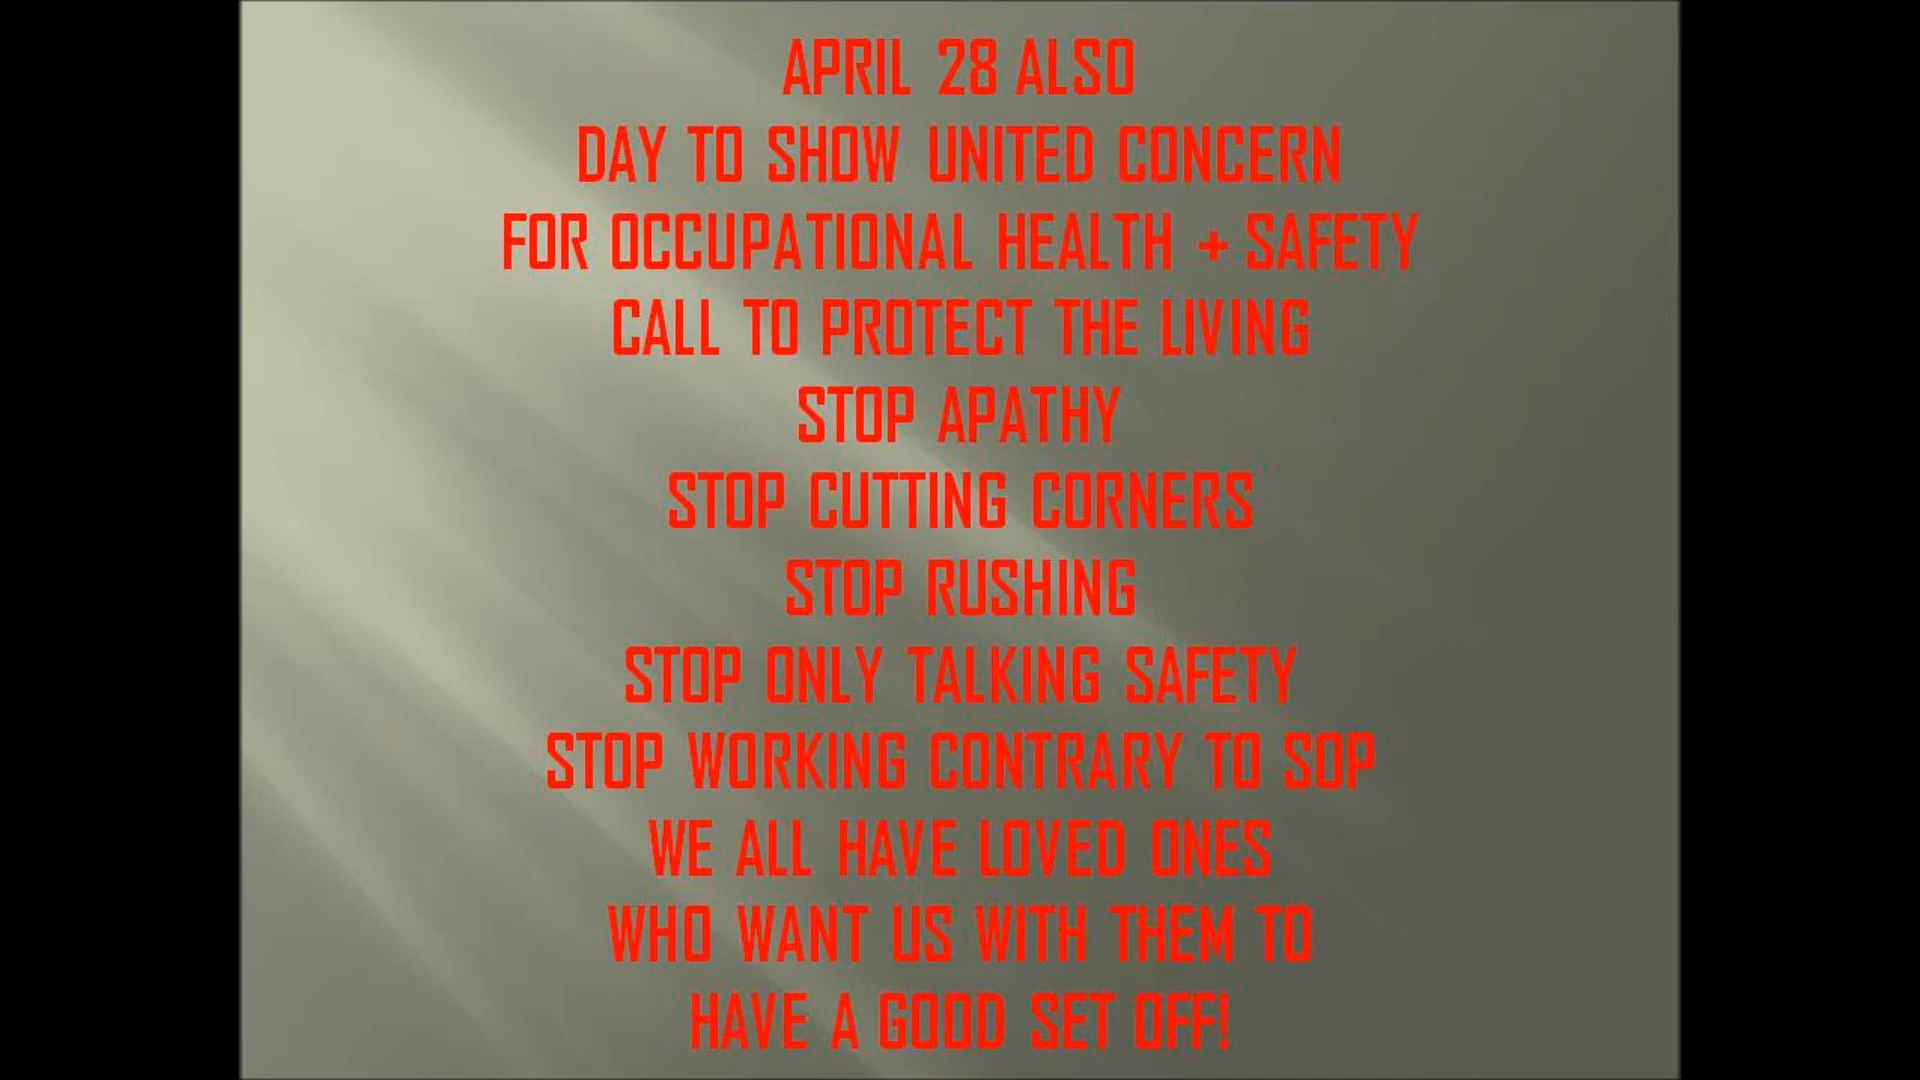 APRIL 28 ALSO
DAY TO SHOW UNITED CONCERN
FOR OCCUPATIONAL HEALTH + SAFETY
CALL TO PROTECT THE LIVING
STOP APATHY
STOP CUTTING CORNERS
STOP RUSHING
STOP ONLY TALKING SAFETY
STOP WORKING CONTRARY TO SOP
WE ALL HAVE LOVED ONES
WHO WANT US WITH THEM TO
HAVE A GOOD SET OFF!